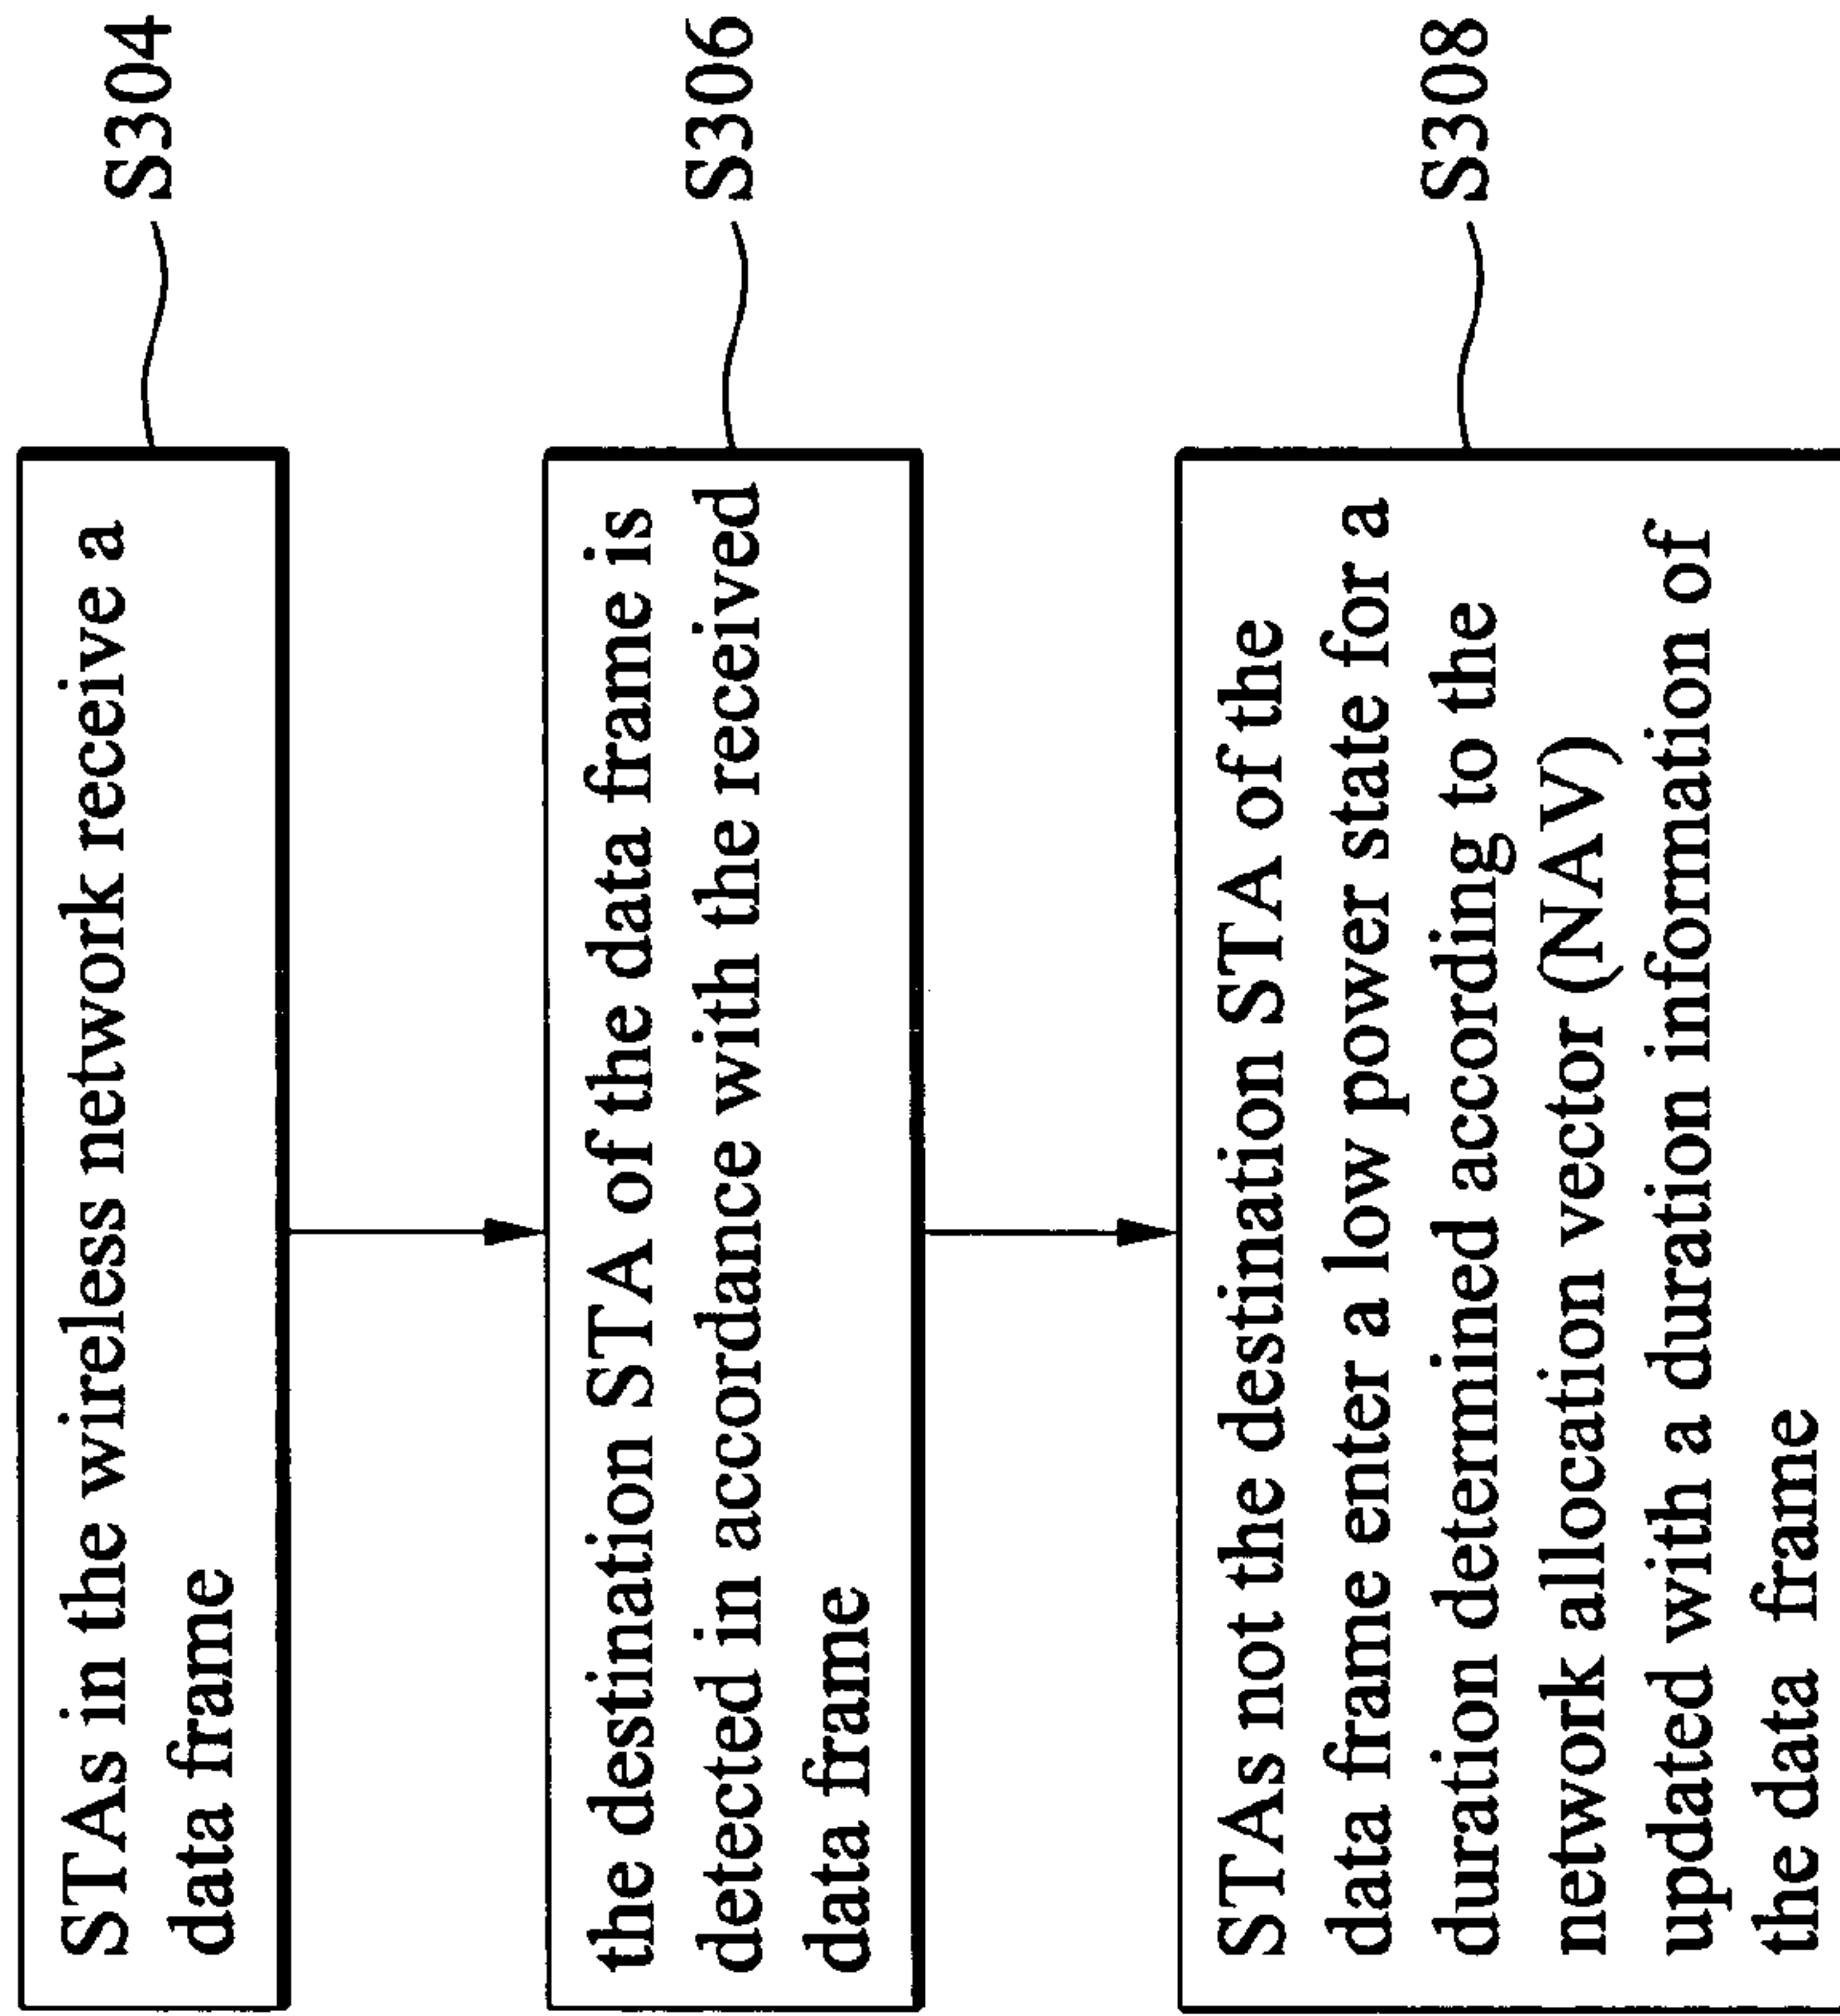 STAs in the wireless network receive a
data frame
S304
the destination STA of the data frame is
detected in accordance with the received
data frame
S306
STAs not the destination STA of the
data frame enter a low power state for a
duration determined according to the
network allocation vector (NAV)
updated with a duration information of
the data frame
S308